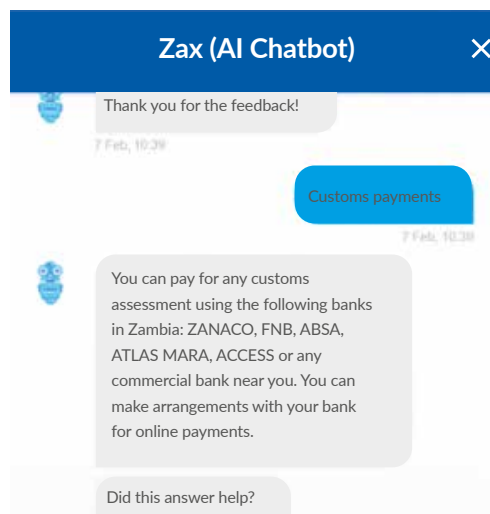 Zax (AI Chatbot)
Thank you for the feedback!
7 Feb, 10:39
Customs payments
7 Feb, 10:39
You can pay for any customs
assessment using the following banks
in Zambia: ZANACO, FNB, ABSA,
ATLAS MARA, ACCESS or any
commercial bank near you. You can
make arrangements with your bank
for online payments.
Did this answer help?